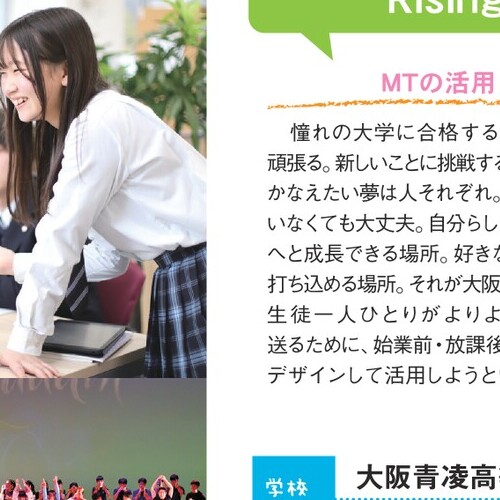 Rising
MTの活用
憧れの大学に合格する
頑張る。新しいことに挑戦す
かなえたい夢は人それぞれ。
いなくても大丈夫。自分らし
へと成長できる場所。好き
打ち込める場所。それが大阪
生徒一人ひとりがよりよ
送るために、始業前・放課後
デザインして活用しようと
学校
大阪青凌高